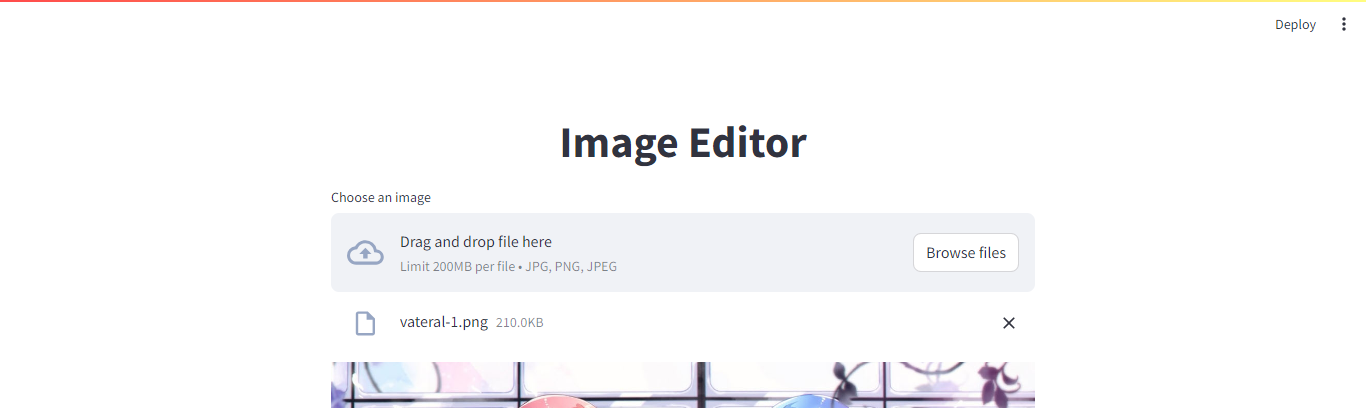 Deploy
Image Editor
Choose an image
Drag and drop file here
Limit 200MB per file • JPG, PNG, JPEG
Browse files
vateral-1.png 210.0KB